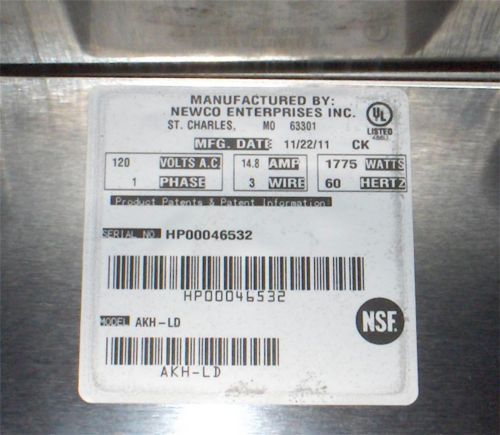 MANUFACTURED BY:
NEWCO ENTERPRISES INC.
ST. CHARLES, MO 63301
UL
LISTED
MFG. DATE 11/22/11 CK
120 VOLTS A.C. 14.8 AMP 1775 WATTS
1 PHASE 3 WIRE 60 HERTZ
Product Patents & Patent Information:
SERIAL NO. HP00046532
HP00046532
MODEL AKH-LD
AKH-LD
NSF.